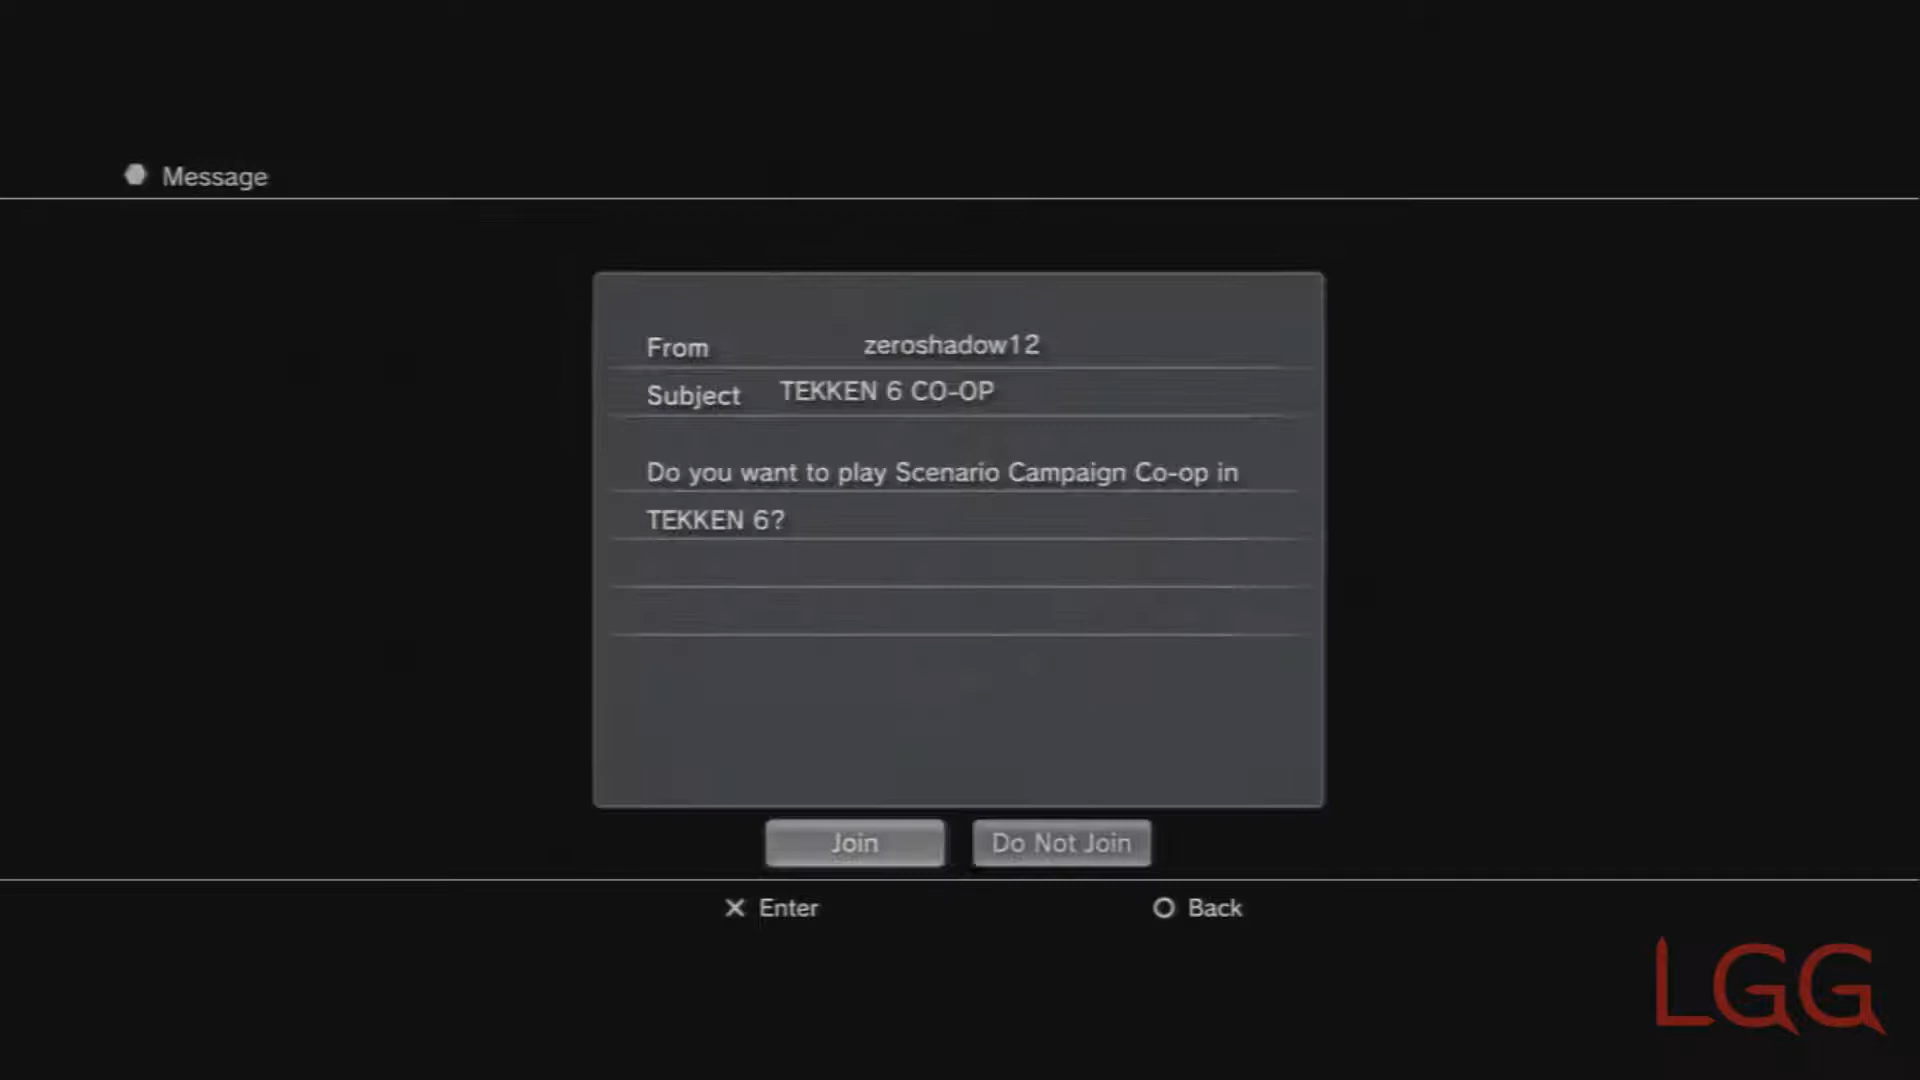 Message
From zeroshadow12
Subject TEKKEN 6 CO-OP
Do you want to play Scenario Campaign Co-op in
TEKKEN 6?
Join Do Not Join
Enter Back
LGG